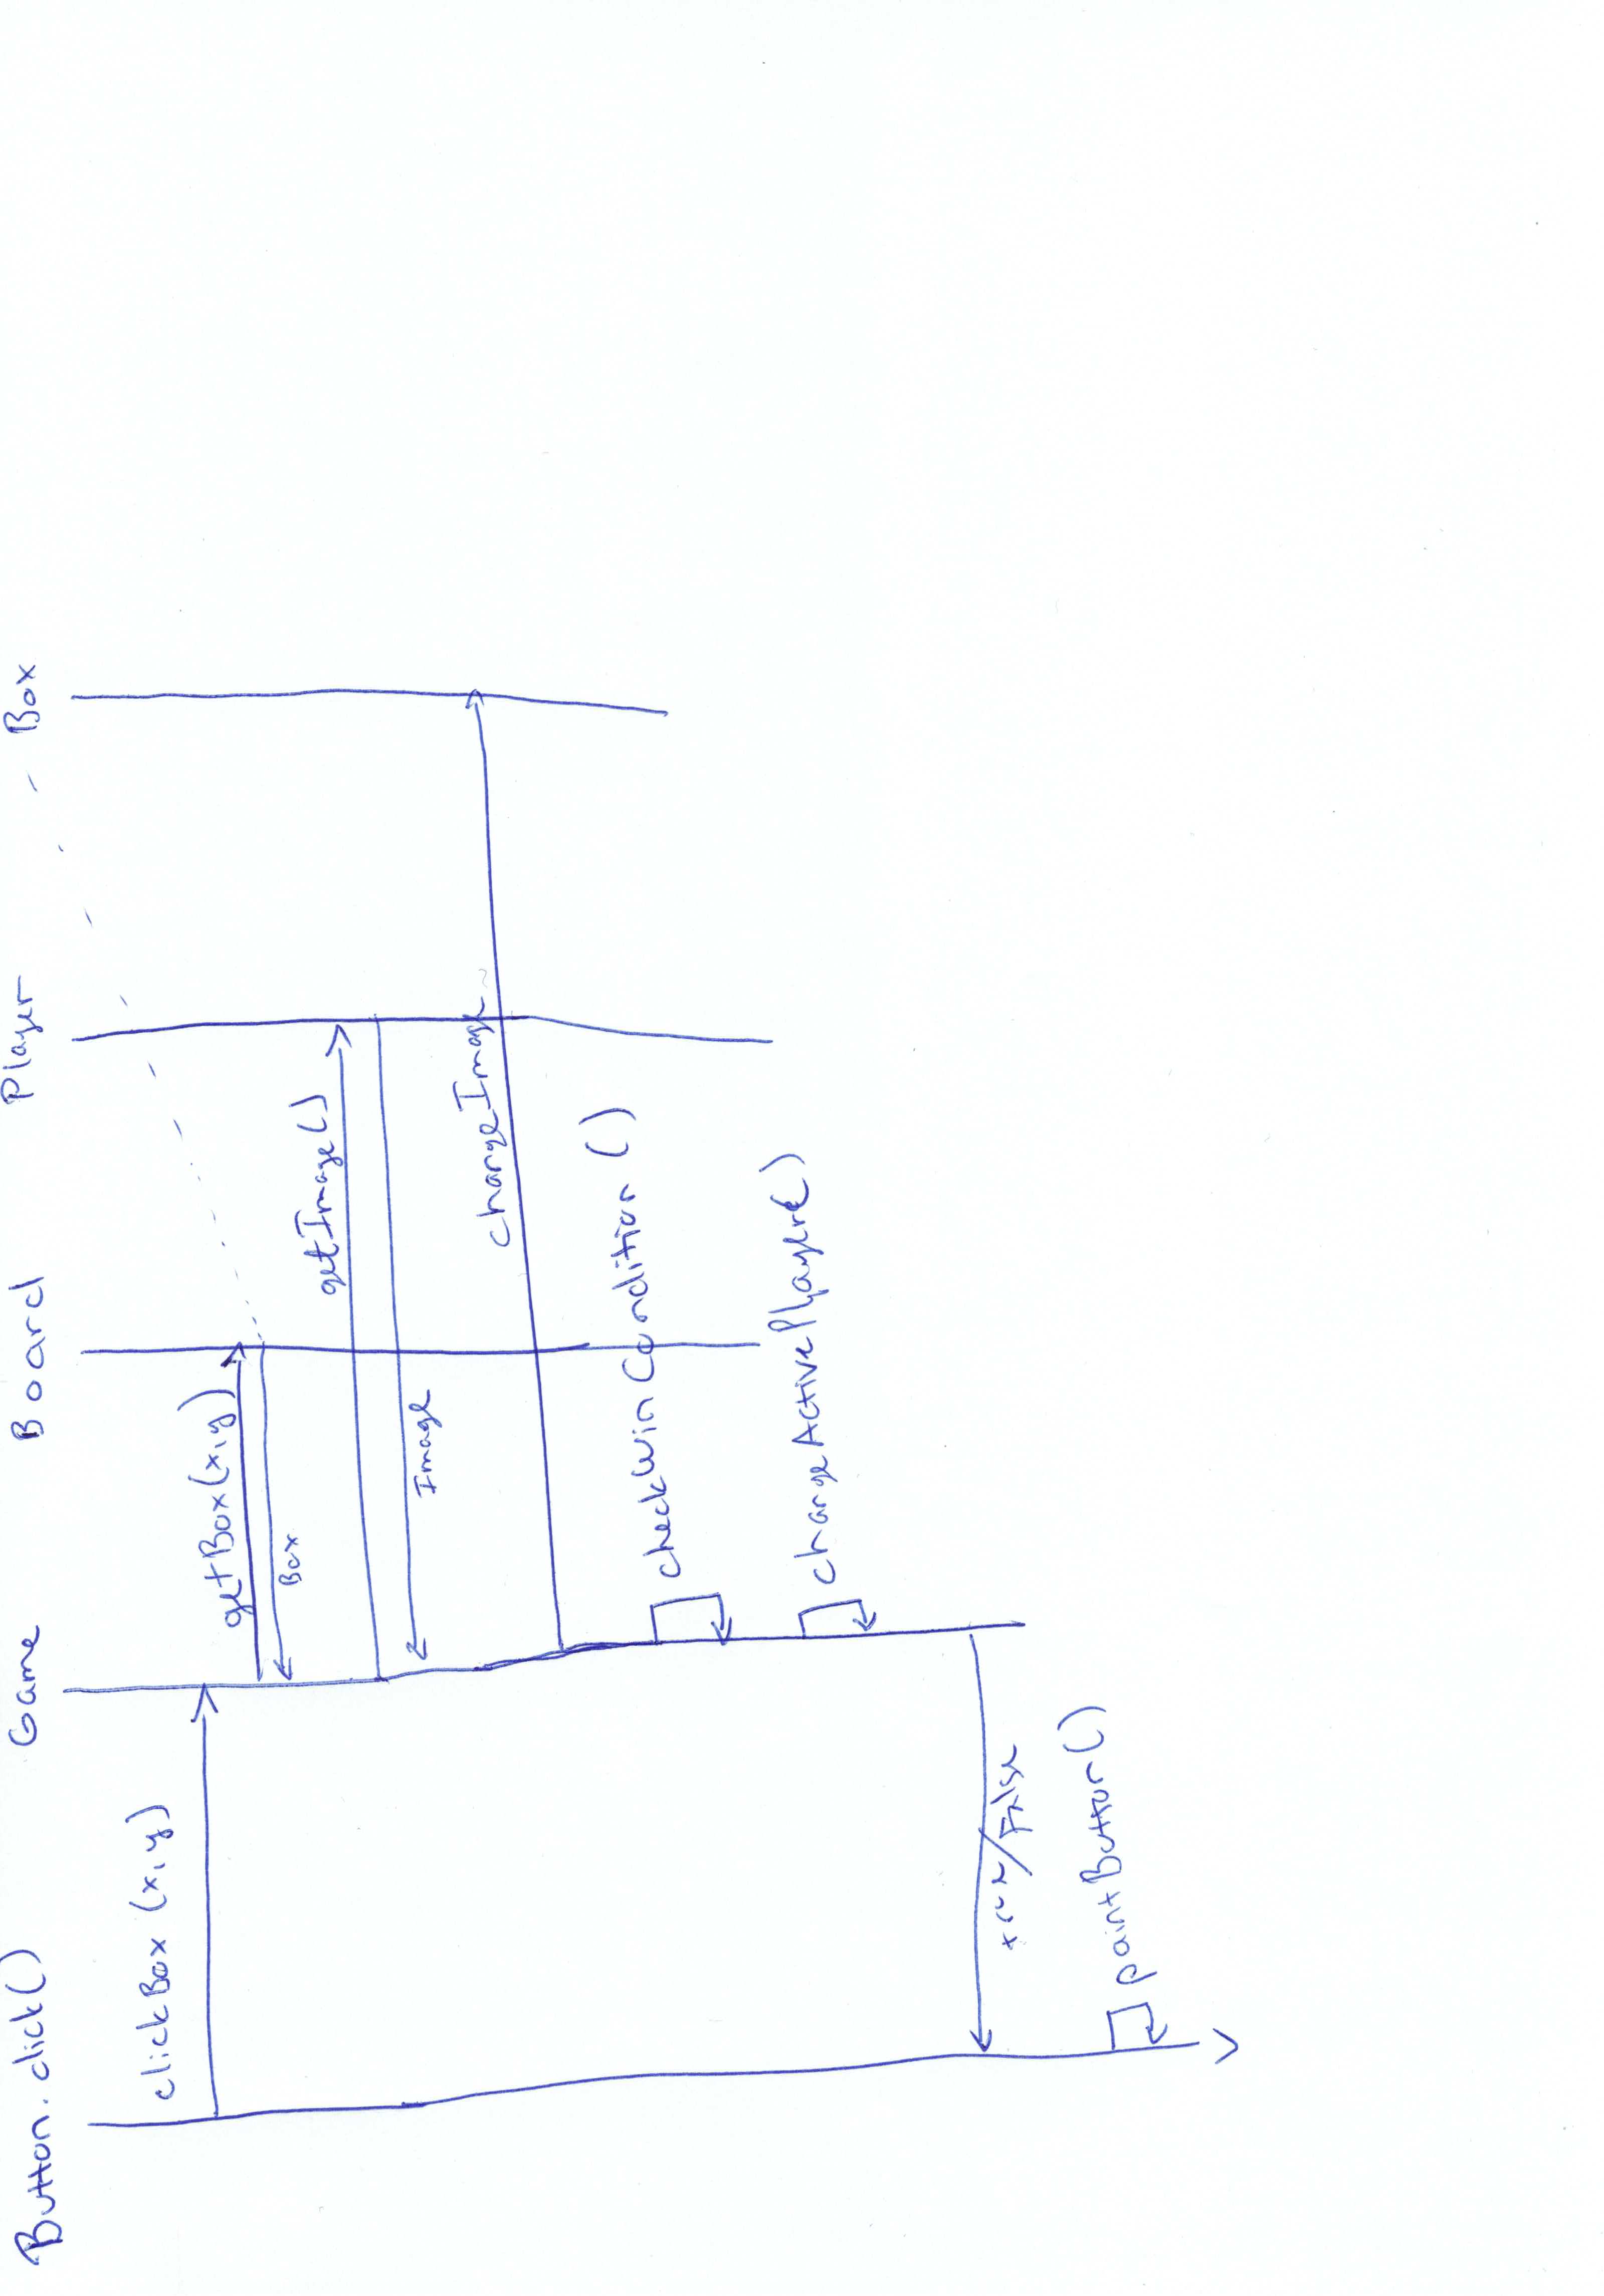 Button.click() Game Board Player Box
clickBox (x,y)
getBox(x,y)
Box
getImage()
Image
changeImage
checkWinCondition ()
changeActivePlayer()
true/False
paintButton()